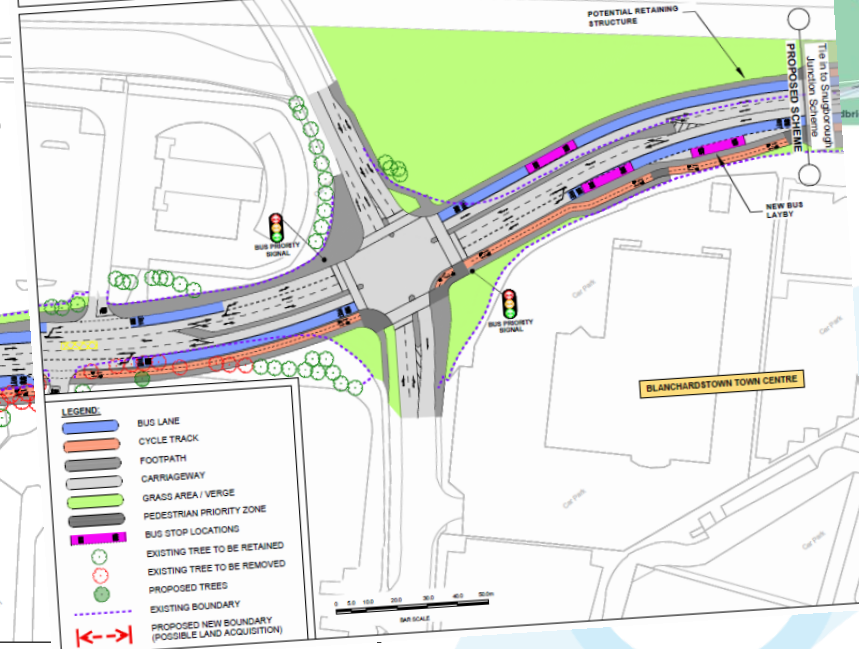 POTENTIAL RETAINING
STRUCTURE
PROPOSED SCHEME
Tie in to Snugborough
Junction Scheme
NEW BUS
LAYBY
BUS PRIORITY
SIGNAL
BUS PRIORITY
SIGNAL
Car Park
Car Park
BLANCHARDSTOWN TOWN CENTRE
Car Park
Car Park
LEGEND:
BUS LANE
CYCLE TRACK
FOOTPATH
CARRIAGEWAY
GRASS AREA / VERGE
PEDESTRIAN PRIORITY ZONE
BUS STOP LOCATIONS
EXISTING TREE TO BE RETAINED
EXISTING TREE TO BE REMOVED
PROPOSED TREES
EXISTING BOUNDARY
PROPOSED NEW BOUNDARY
(POSSIBLE LAND ACQUISITION)
0 5.0 10.0 20.0 30.0 40.0 50.0m
BAR SCALE